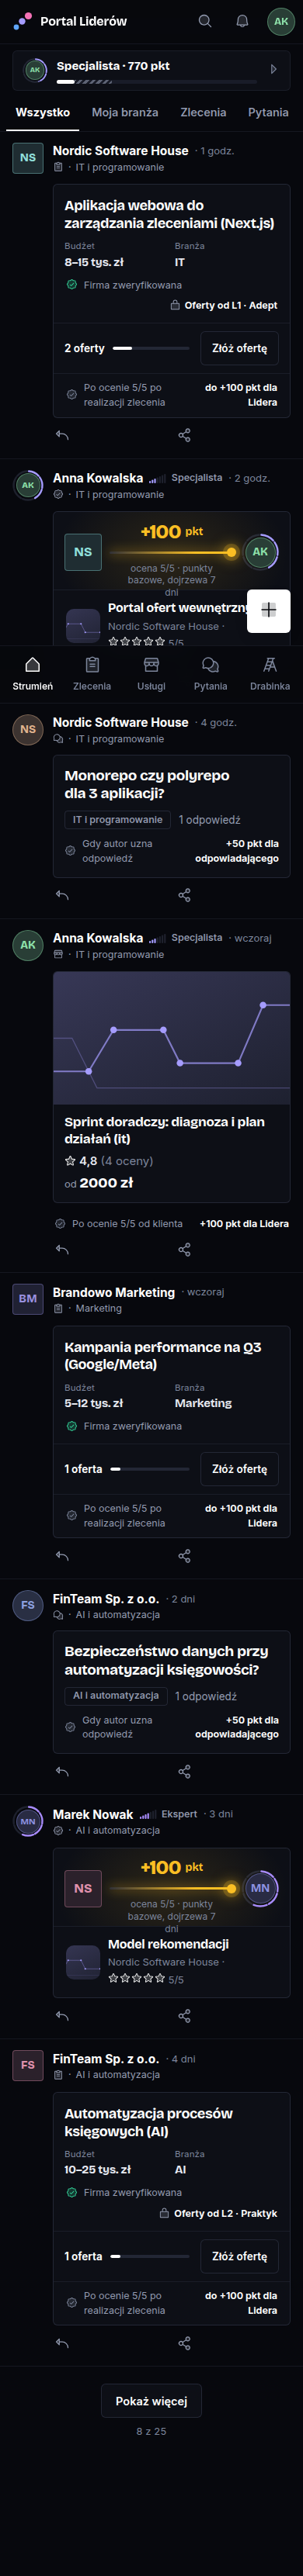 Portal Liderów
AK
AK
Specjalista · 770 pkt
Wszystko Moja branża Zlecenia Pytania
NS
Nordic Software House · 1 godz.
· IT i programowanie
Aplikacja webowa do
zarządzania zleceniami (Next.js)
Budżet Branża
8–15 tys. zł IT
Firma zweryfikowana
Oferty od L1 · Adept
2 oferty Złóż ofertę
Po ocenie 5/5 po do +100 pkt dla
realizacji zlecenia Lidera
AK
Anna Kowalska Specjalista · 2 godz.
· IT i programowanie
NS
+100 pkt
AK
ocena 5/5 · punkty
bazowe, dojrzewa 7
dni
Portal ofert wewnętrzny
Nordic Software House ·
5/5
Strumień Zlecenia Usługi Pytania Drabinka
NS
Nordic Software House · 4 godz.
· IT i programowanie
Monorepo czy polyrepo
dla 3 aplikacji?
IT i programowanie 1 odpowiedź
Gdy autor uzna +50 pkt dla
odpowiedź odpowiadającego
AK
Anna Kowalska Specjalista · wczoraj
· IT i programowanie
Sprint doradczy: diagnoza i plan
działań (it)
4,8 (4 oceny)
od 2000 zł
Po ocenie 5/5 od klienta +100 pkt dla Lidera
BM
Brandowo Marketing · wczoraj
· Marketing
Kampania performance na Q3
(Google/Meta)
Budżet Branża
5–12 tys. zł Marketing
Firma zweryfikowana
1 oferta Złóż ofertę
Po ocenie 5/5 po do +100 pkt dla
realizacji zlecenia Lidera
FS
FinTeam Sp. z o.o. · 2 dni
· AI i automatyzacja
Bezpieczeństwo danych przy
automatyzacji księgowości?
AI i automatyzacja 1 odpowiedź
Gdy autor uzna +50 pkt dla
odpowiedź odpowiadającego
MN
Marek Nowak Ekspert · 3 dni
· AI i automatyzacja
NS
+100 pkt
MN
ocena 5/5 · punkty
bazowe, dojrzewa 7
dni
Model rekomendacji
Nordic Software House ·
5/5
FS
FinTeam Sp. z o.o. · 4 dni
· AI i automatyzacja
Automatyzacja procesów
księgowych (AI)
Budżet Branża
10–25 tys. zł AI
Firma zweryfikowana
Oferty od L2 · Praktyk
1 oferta Złóż ofertę
Po ocenie 5/5 po do +100 pkt dla
realizacji zlecenia Lidera
Pokaż więcej
8 z 25